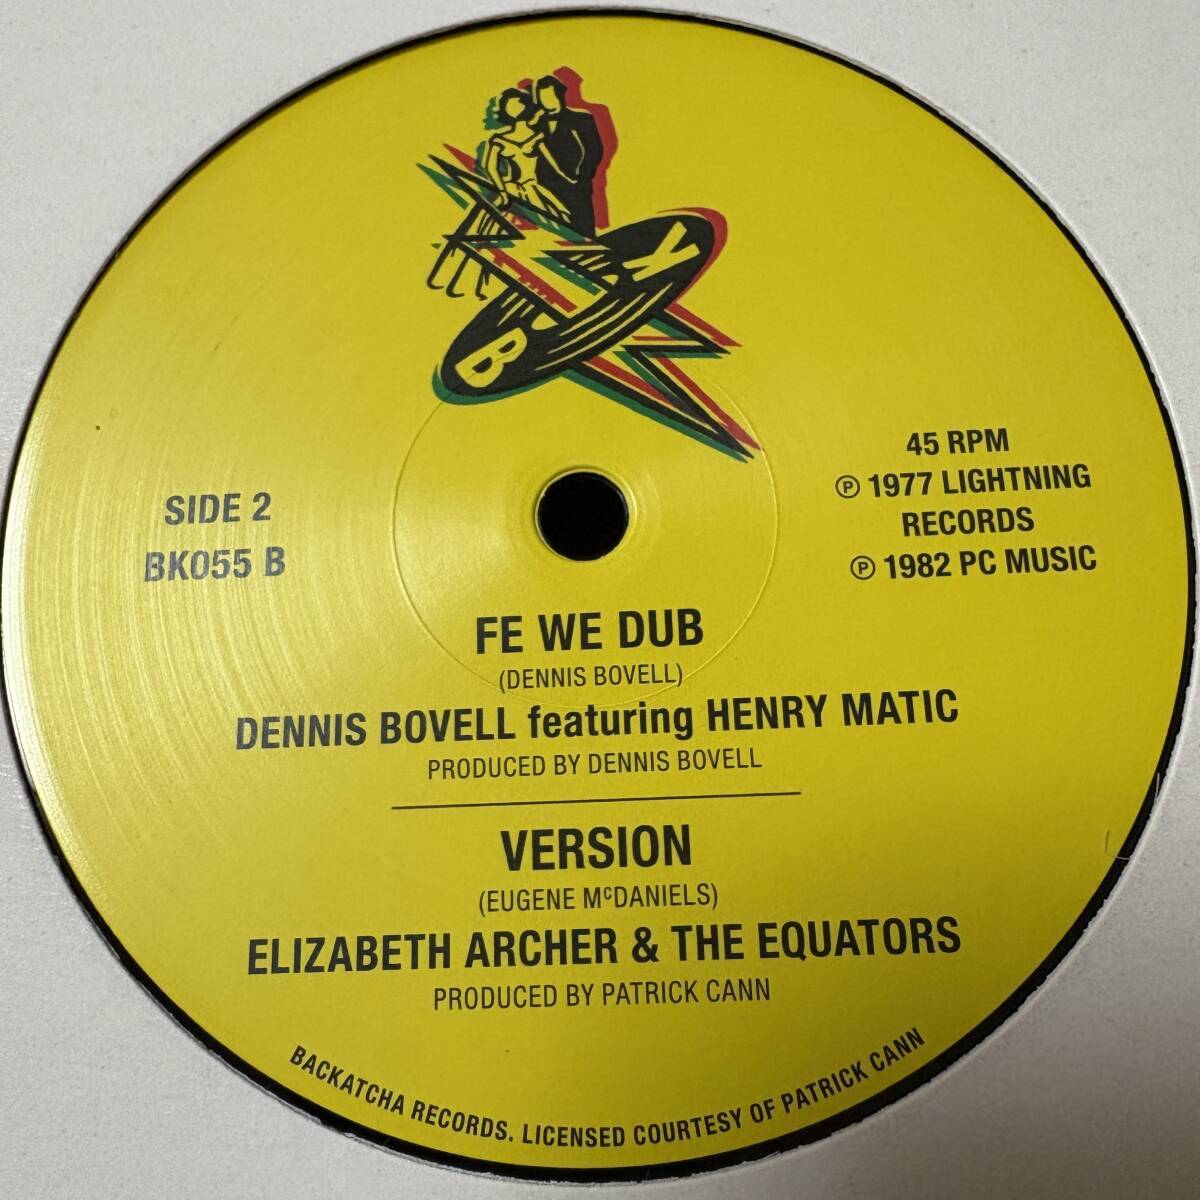 B K
SIDE 2
BK055 B
45 RPM
℗ 1977 LIGHTNING
RECORDS
℗ 1982 PC MUSIC
FE WE DUB
(DENNIS BOVELL)
DENNIS BOVELL featuring HENRY MATIC
PRODUCED BY DENNIS BOVELL
VERSION
(EUGENE McDANIELS)
ELIZABETH ARCHER & THE EQUATORS
PRODUCED BY PATRICK CANN
BACKATCHA RECORDS. LICENSED COURTESY OF PATRICK CANN